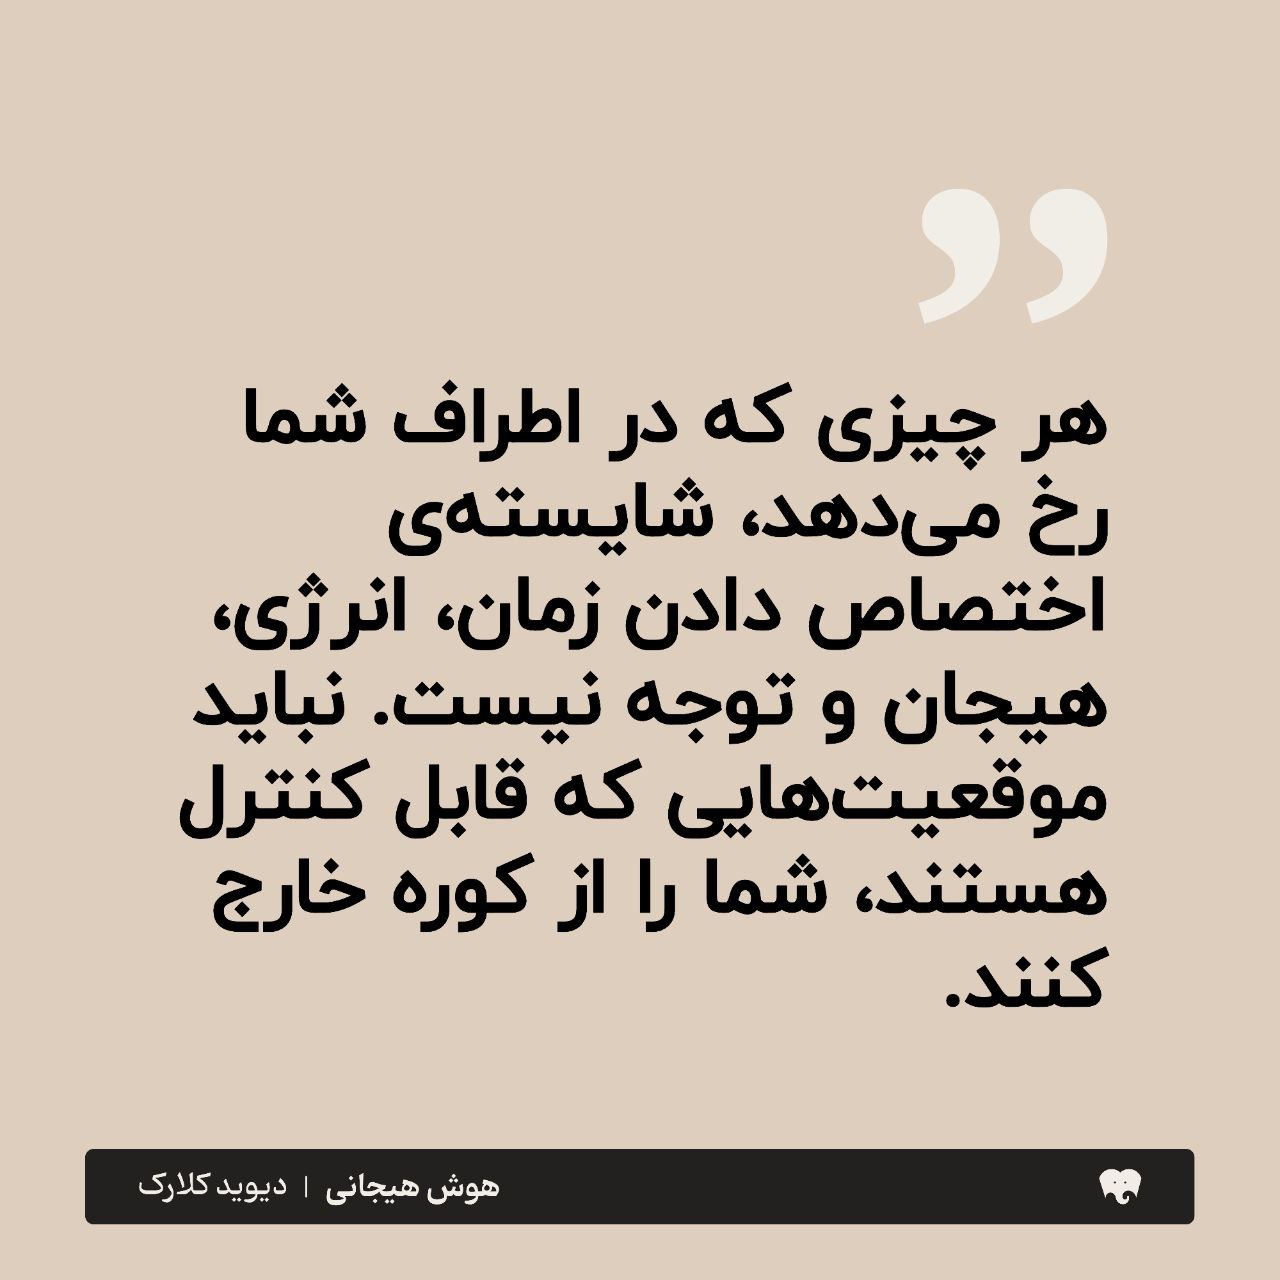 هر چیزی که در اطراف شما
رخ می‌دهد، شایسته‌ی
اختصاص دادن زمان، انرژی،
هیجان و توجه نیست. نباید
موقعیت‌هایی که قابل کنترل
هستند، شما را از کوره خارج
کنند.
هوش هیجانی | دیوید کلارک